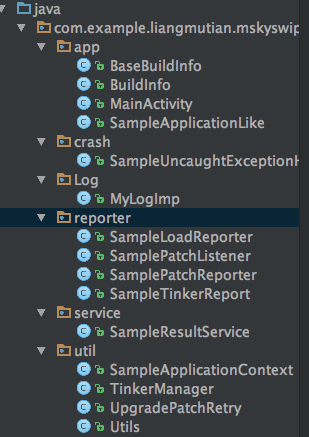 java
com.example.liangmutian.mskyswip
app
BaseBuildInfo
BuildInfo
MainActivity
SampleApplicationLike
crash
SampleUncaughtExceptionH
Log
MyLogImp
reporter
SampleLoadReporter
SamplePatchListener
SamplePatchReporter
SampleTinkerReport
service
SampleResultService
util
SampleApplicationContext
TinkerManager
UpgradePatchRetry
Utils